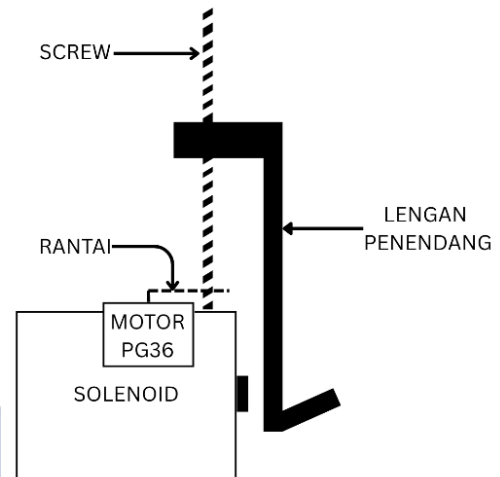 SCREW
LENGAN
PENENDANG
RANTAI
MOTOR
PG36
SOLENOID